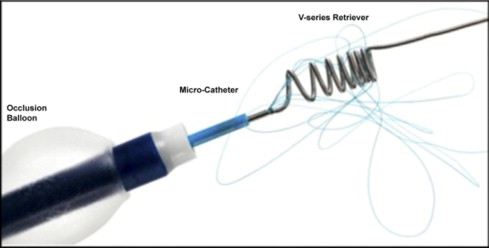 V-series Retriever
Micro-Catheter
Occlusion
Balloon